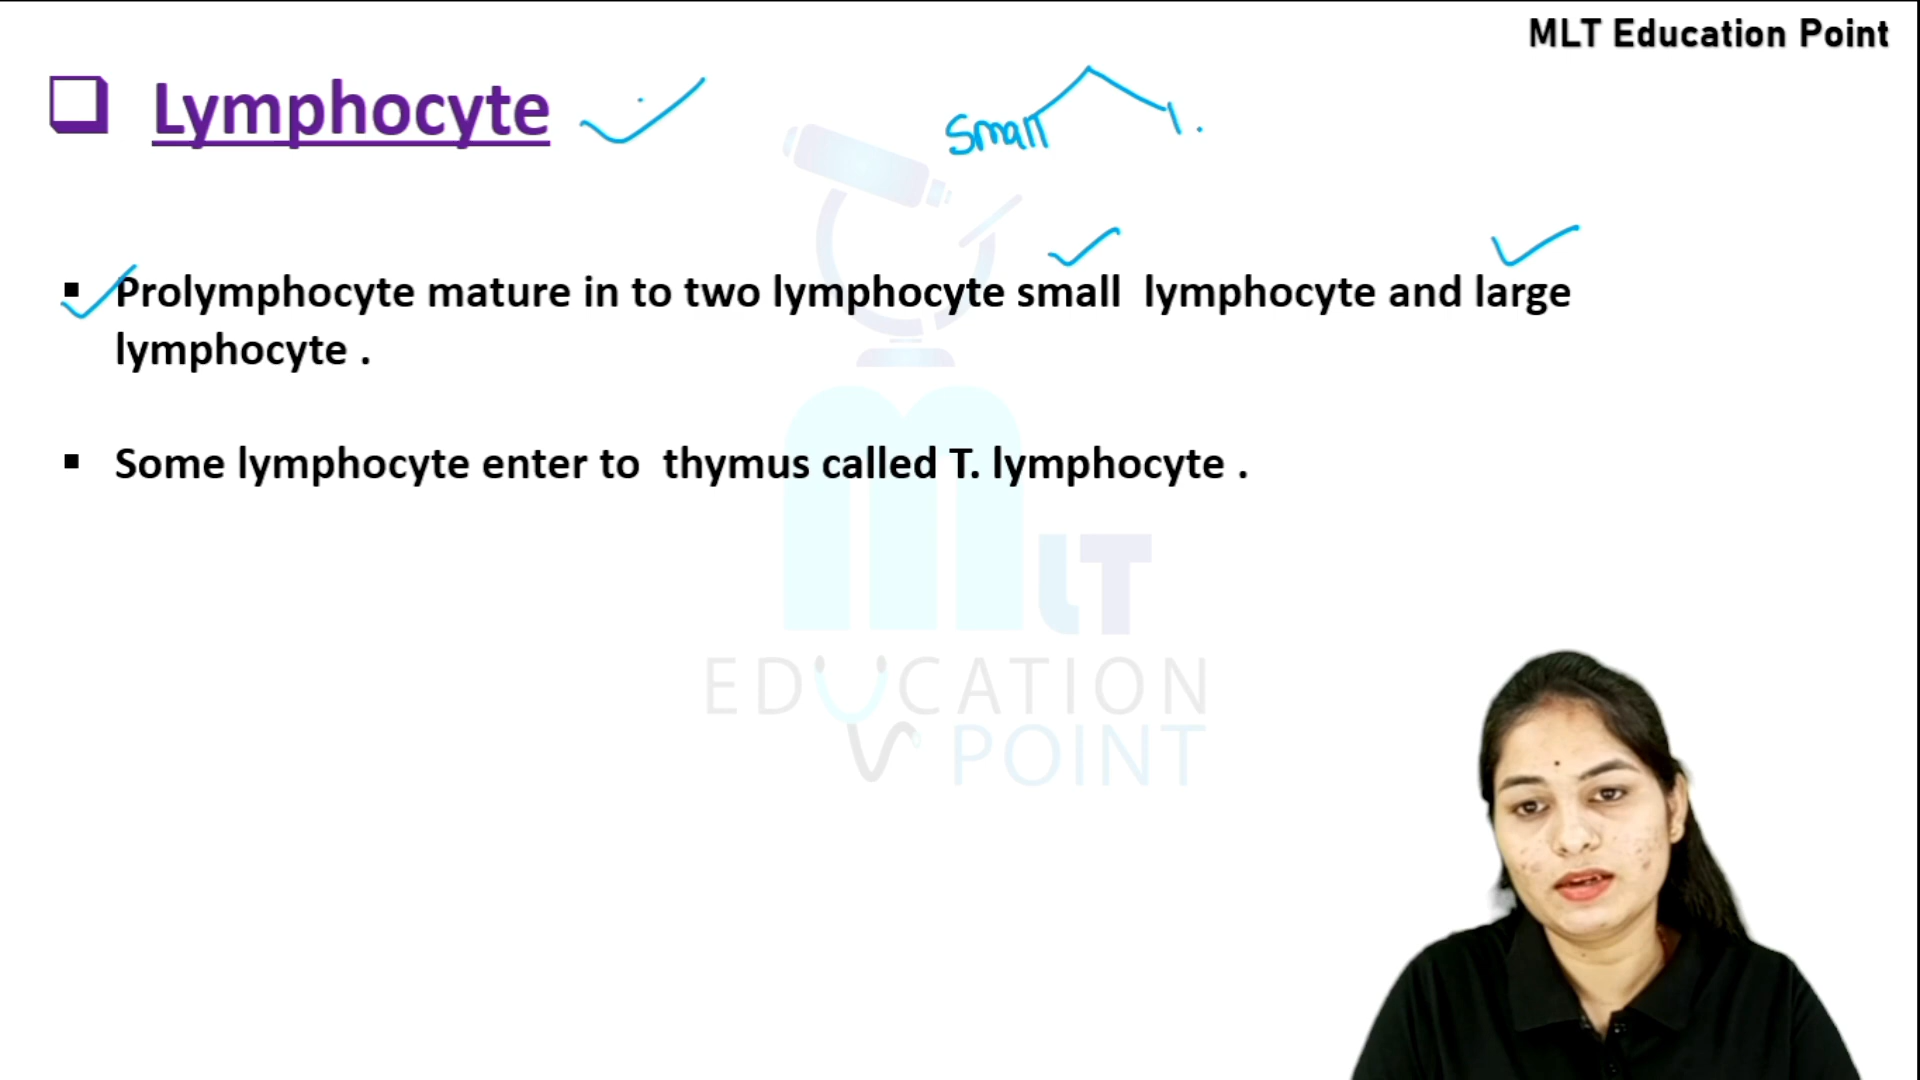 MLT Education Point
Lymphocyte
Small
Prolymphocyte mature in to two lymphocyte small lymphocyte and large
lymphocyte .
Some lymphocyte enter to thymus called T. lymphocyte .
MLT
EDUCATION
POINT